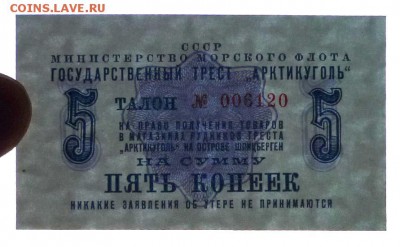 COINS.LAVE.RU
СССР
МИНИСТЕРСТВО МОРСКОГО ФЛОТА
ГОСУДАРСТВЕННЫЙ ТРЕСТ „АРКТИКУГОЛЬ"
5 ТАЛОН № 006120 5
НА ПРАВО ПОЛУЧЕНИЯ ТОВАРОВ
В МАГАЗИНАХ РУДНИКОВ ТРЕСТА
„АРКТИКУГОЛЬ" НА ОСТРОВЕ ШПИЦБЕРГЕН
НА СУММУ
ПЯТЬ КОПЕЕК
НИКАКИЕ ЗАЯВЛЕНИЯ ОБ УТЕРЕ НЕ ПРИНИМАЮТСЯ